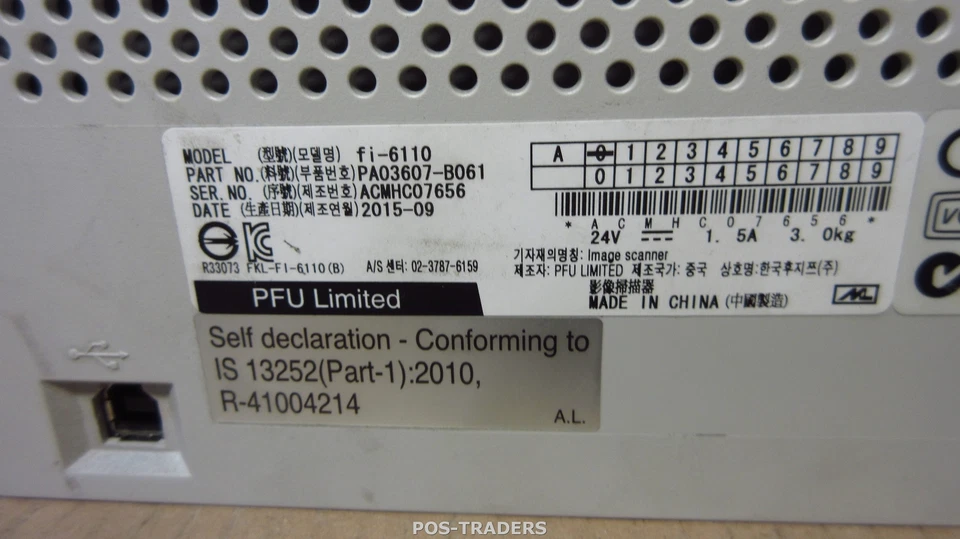 MODEL (型號)(모델명) fi-6110
PART NO. (料號)(부품번호) PA03607-B061
SER. NO. (序號)(제조번호) ACMHC07656
DATE (生產日期)(제조연월) 2015-09
R33073 FKL-FI-6110(B) A/S 센터: 02-3787-6159
PFU Limited
A 0 1 2 3 4 5 6 7 8 9
0 1 2 3 4 5 6 7 8 9
* A C M H C 0 7 6 5 6 *
24V 1. 5A 3. 0kg
기자재의명칭: Image scanner
제조자: PFU LIMITED 제조국가: 중국 상호명:한국후지쯔(주)
影像掃描器
MADE IN CHINA (中國製造)
Self declaration - Conforming to
IS 13252(Part-1):2010,
R-41004214
A.L.
POS-TRADERS